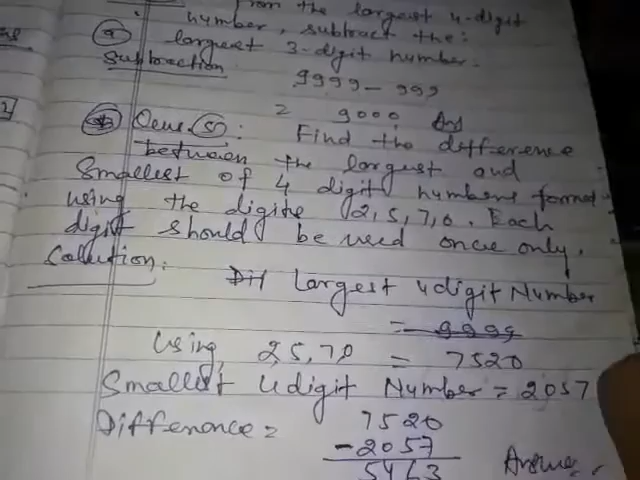 from the largest 4-digit
number, subtract the:
largest 3-digit number.
Subtraction
9999 - 999
= 9000 Ans
Ques. 5: Find the difference
between the largest and
Smallest of 4 digit numbers formed
using the digits 2, 5, 7, 0. Each
digit should be used once only.
Sollution:
largest 4 digit Number
= 9999
Using 2,5,7,0 = 7520
Smallest 4 digit Number = 2057
Difference = 7520
- 2057
5463 Answer